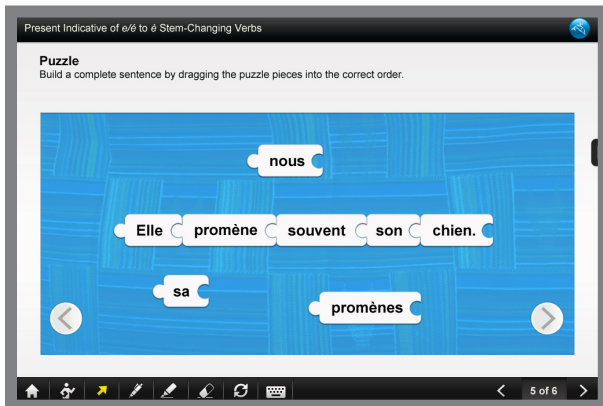 Present Indicative of e/é to è Stem-Changing Verbs
Puzzle
Build a complete sentence by dragging the puzzle pieces into the correct order.
nous
Elle promène souvent son chien.
sa
promènes
5 of 6